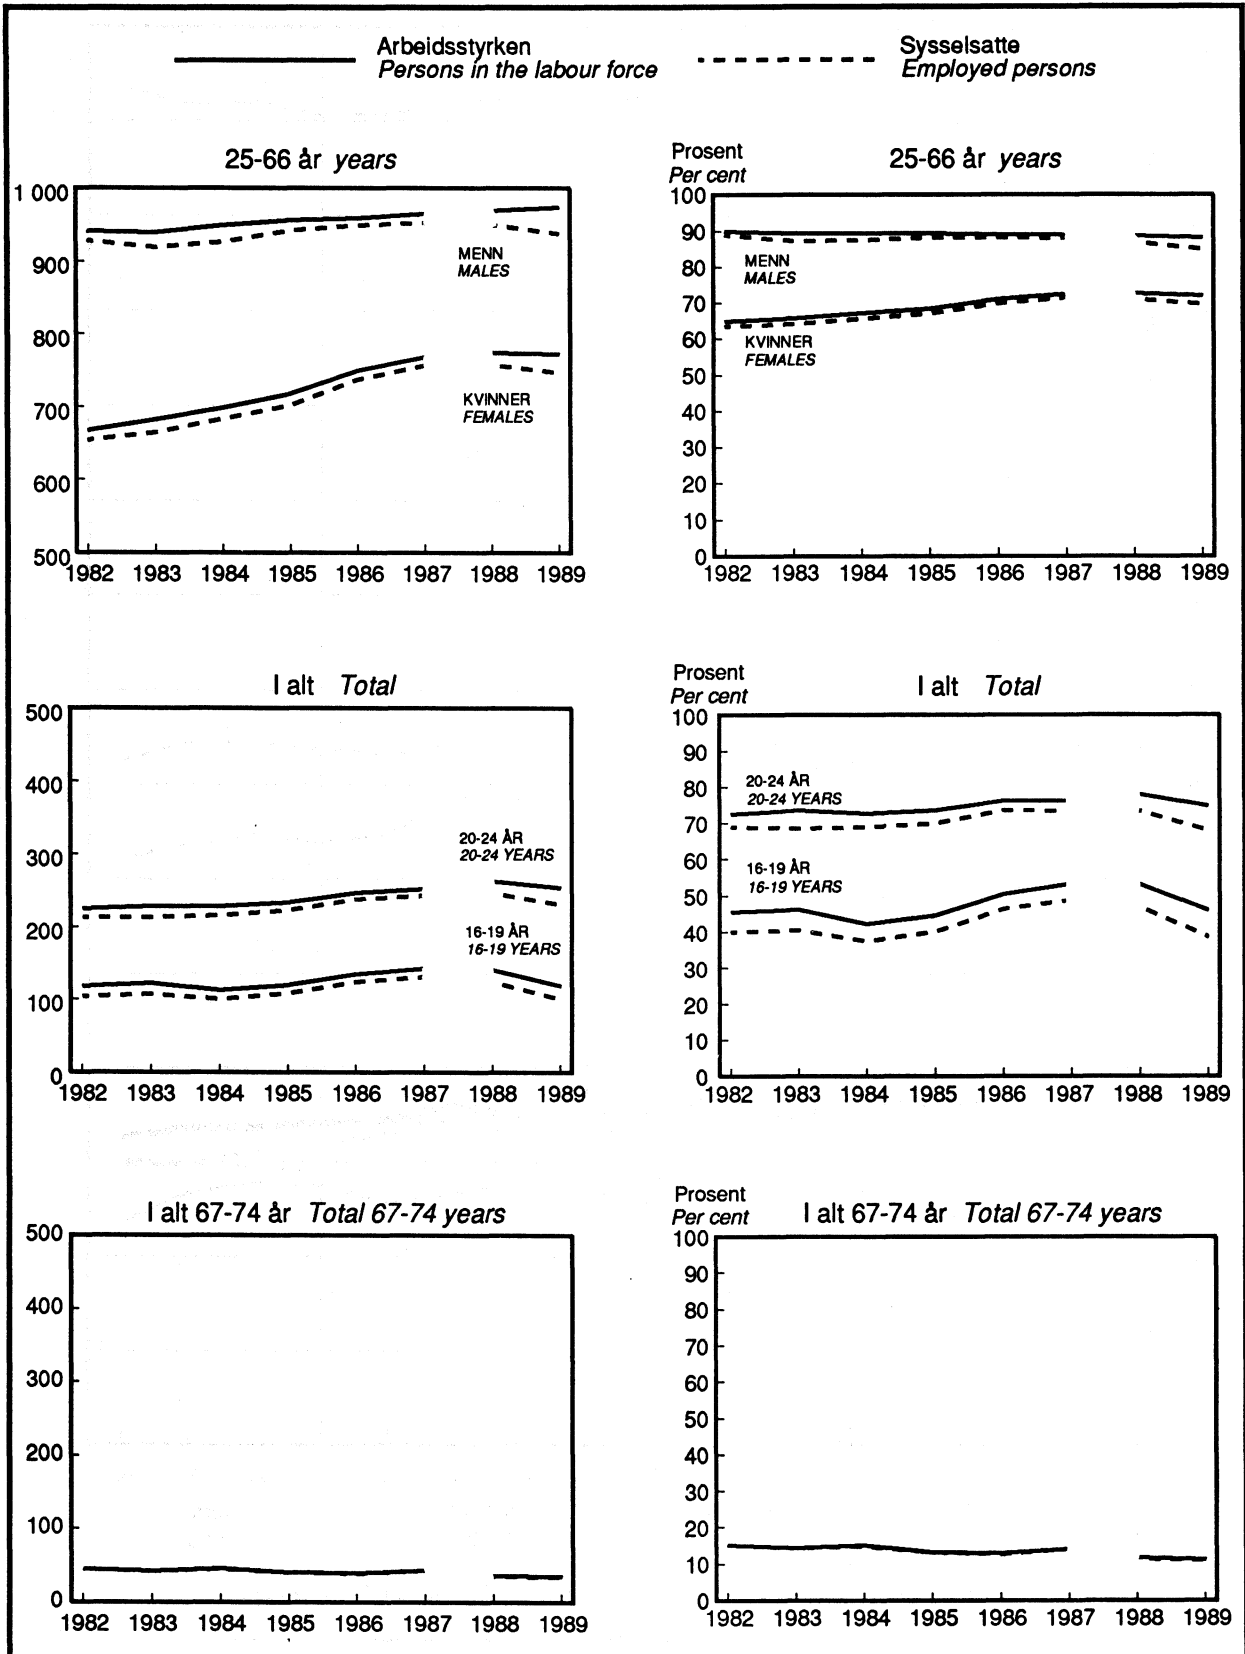 Arbeidsstyrken
Persons in the labour force
Sysselsatte
Employed persons
25-66 år years
1 000
900
800
700
600
500
MENN
MALES
KVINNER
FEMALES
1982 1983 1984 1985 1986 1987 1988 1989
Prosent
Per cent
25-66 år years
100
90
80
70
60
50
40
30
20
10
0
MENN
MALES
KVINNER
FEMALES
1982 1983 1984 1985 1986 1987 1988 1989
I alt Total
500
400
300
200
100
0
20-24 ÅR
20-24 YEARS
16-19 ÅR
16-19 YEARS
1982 1983 1984 1985 1986 1987 1988 1989
Prosent
Per cent
I alt Total
100
90
80
70
60
50
40
30
20
10
0
20-24 ÅR
20-24 YEARS
16-19 ÅR
16-19 YEARS
1982 1983 1984 1985 1986 1987 1988 1989
I alt 67-74 år Total 67-74 years
500
400
300
200
100
0
1982 1983 1984 1985 1986 1987 1988 1989
Prosent
Per cent
I alt 67-74 år Total 67-74 years
100
90
80
70
60
50
40
30
20
10
0
1982 1983 1984 1985 1986 1987 1988 1989